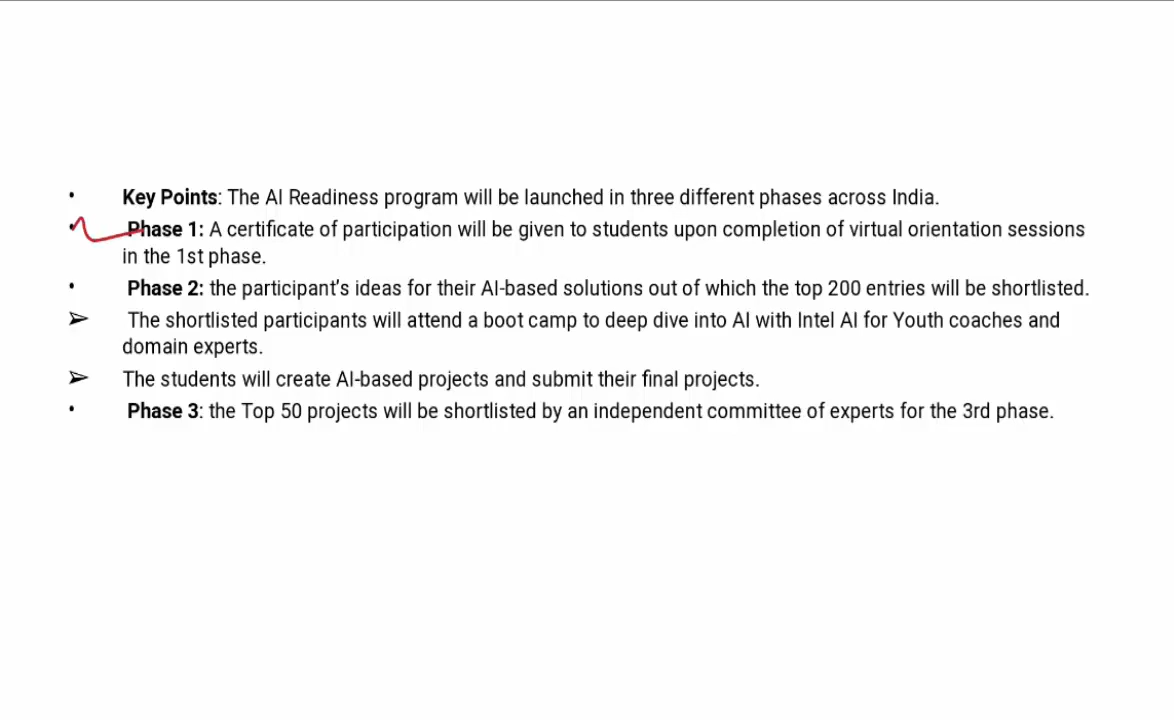 • Key Points: The AI Readiness program will be launched in three different phases across India.
• Phase 1: A certificate of participation will be given to students upon completion of virtual orientation sessions
in the 1st phase.
• Phase 2: the participant's ideas for their AI-based solutions out of which the top 200 entries will be shortlisted.
➢ The shortlisted participants will attend a boot camp to deep dive into AI with Intel AI for Youth coaches and
domain experts.
➢ The students will create AI-based projects and submit their final projects.
• Phase 3: the Top 50 projects will be shortlisted by an independent committee of experts for the 3rd phase.